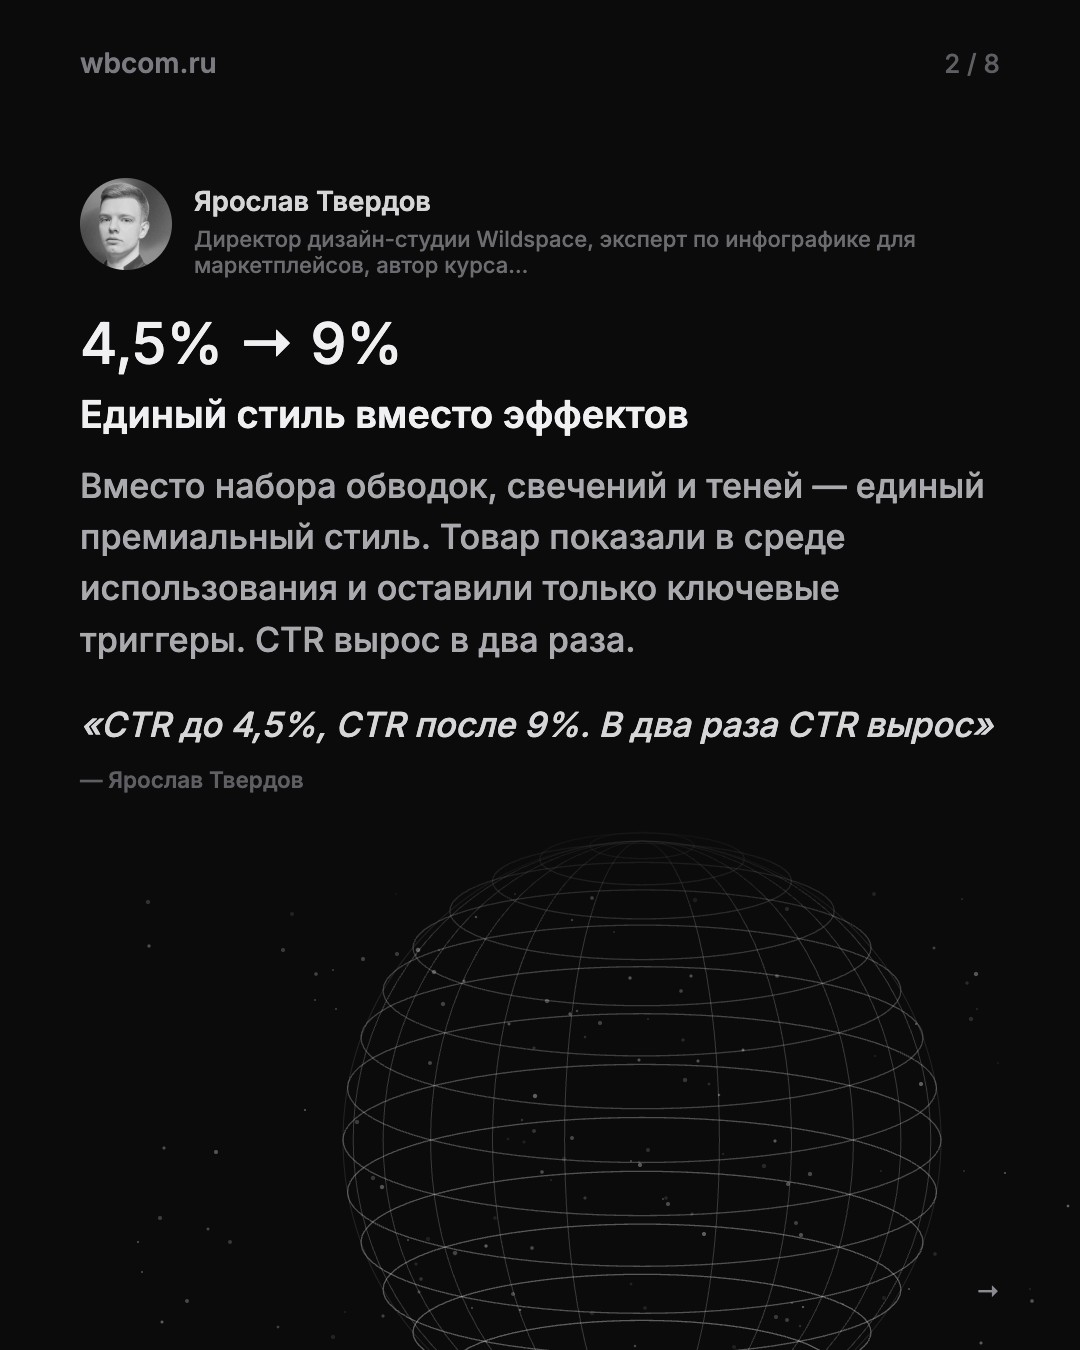 wbcom.ru
2 / 8
Ярослав Твердов
Директор дизайн-студии Wildspace, эксперт по инфографике для
маркетплейсов, автор курса...
4,5% → 9%
Единый стиль вместо эффектов
Вместо набора обводок, свечений и теней — единый
премиальный стиль. Товар показали в среде
использования и оставили только ключевые
триггеры. CTR вырос в два раза.
«CTR до 4,5%, CTR после 9%. В два раза CTR вырос»
— Ярослав Твердов
→